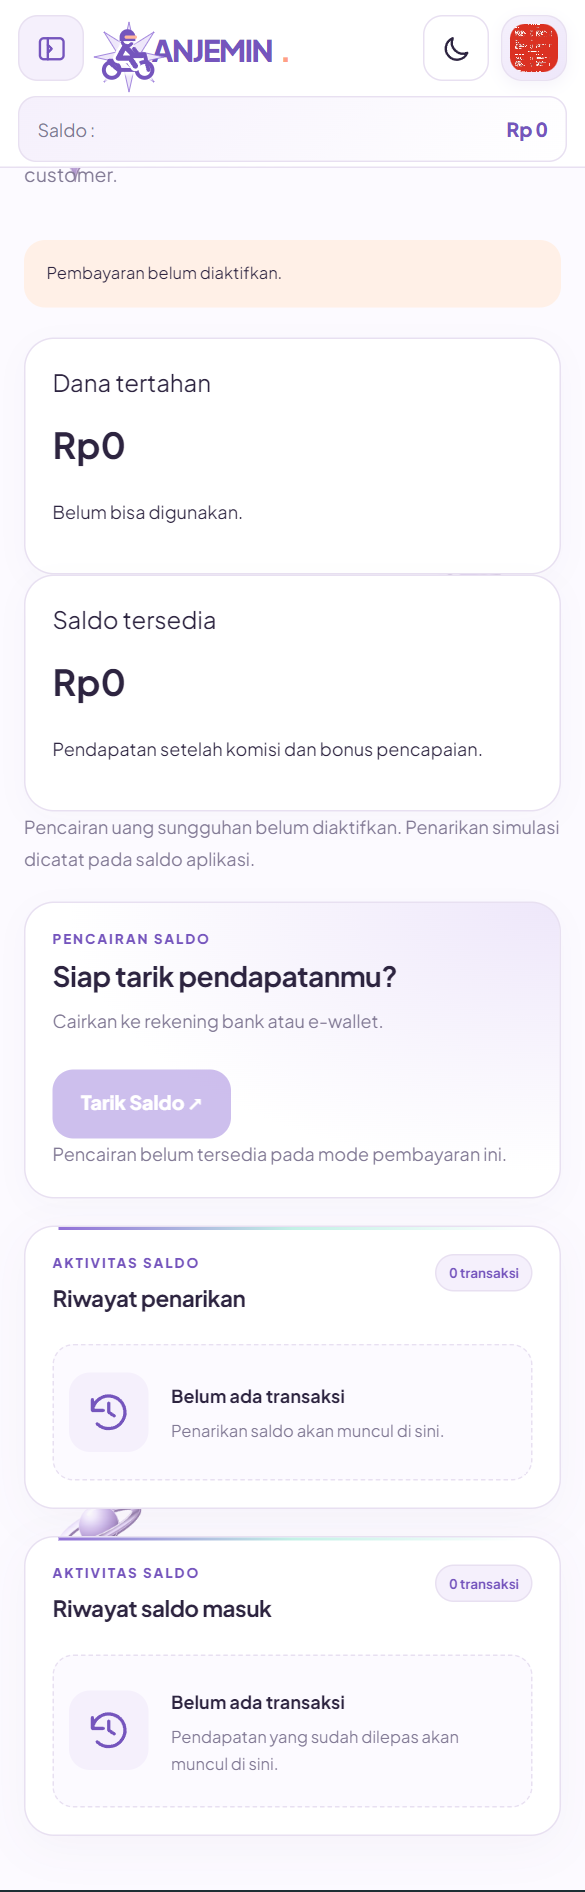 ANJEMIN.
Saldo :
Rp 0
customer.
Pembayaran belum diaktifkan.
Dana tertahan
Rp0
Belum bisa digunakan.
Saldo tersedia
Rp0
Pendapatan setelah komisi dan bonus pencapaian.
Pencairan uang sungguhan belum diaktifkan. Penarikan simulasi
dicatat pada saldo aplikasi.
PENCAIRAN SALDO
Siap tarik pendapatanmu?
Cairkan ke rekening bank atau e-wallet.
Tarik Saldo ↗
Pencairan belum tersedia pada mode pembayaran ini.
AKTIVITAS SALDO
0 transaksi
Riwayat penarikan
Belum ada transaksi
Penarikan saldo akan muncul di sini.
AKTIVITAS SALDO
0 transaksi
Riwayat saldo masuk
Belum ada transaksi
Pendapatan yang sudah dilepas akan
muncul di sini.